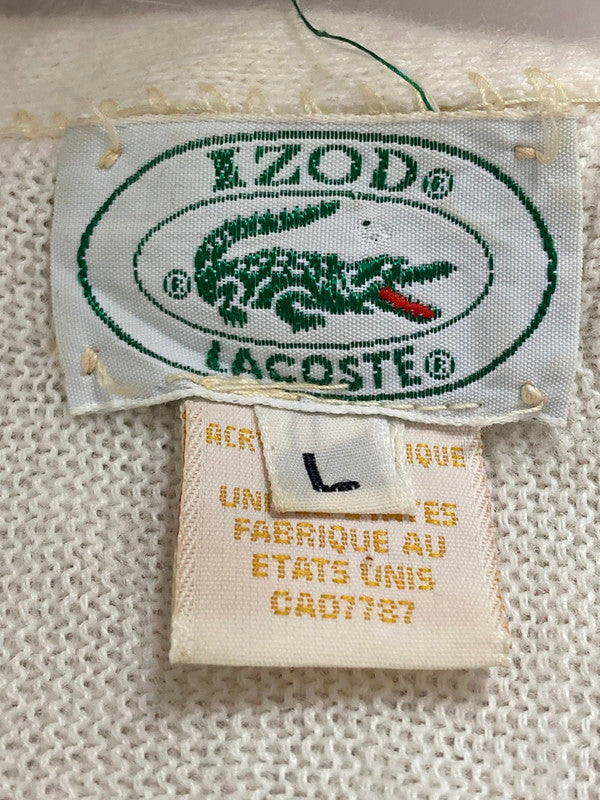 IZOD®
®
LACOSTE®
L
FABRIQUE AU
ETATS UNIS
CA07787